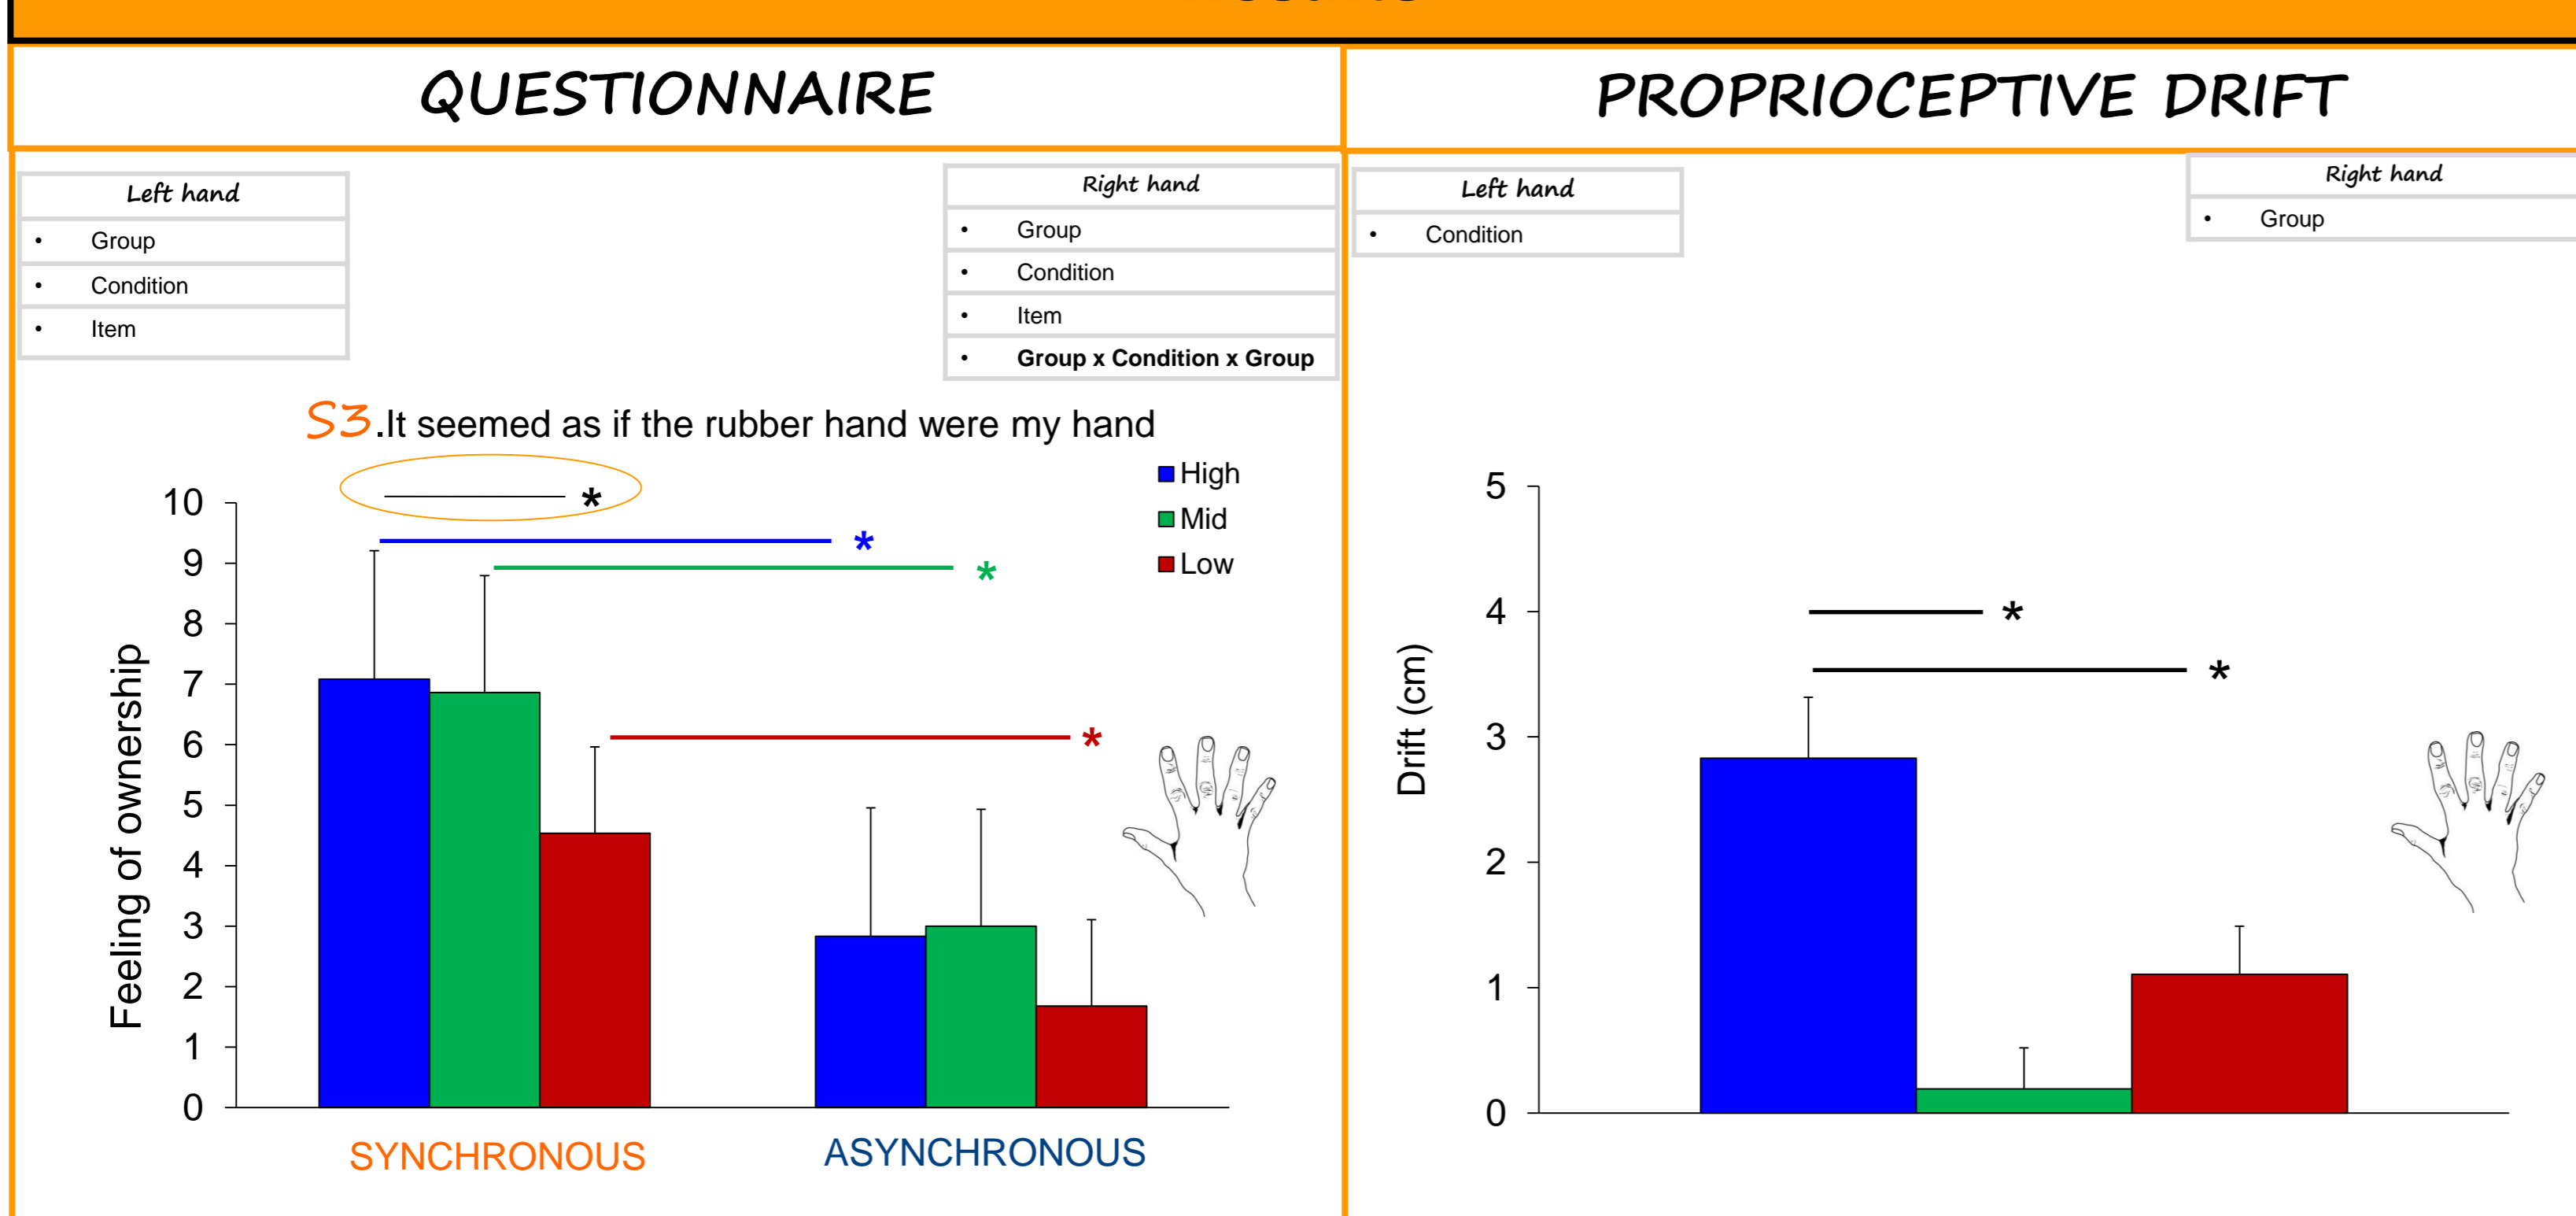 QUESTIONNAIRE
PROPRIOCEPTIVE DRIFT
Left hand
• Group
• Condition
• Item
Right hand
• Group
• Condition
• Item
• Group x Condition x Group
Left hand
• Condition
Right hand
• Group
S3.It seemed as if the rubber hand were my hand
High
Mid
Low
*
*
*
*
Feeling of ownership
10
9
8
7
6
5
4
3
2
1
0
SYNCHRONOUS
ASYNCHRONOUS
Drift (cm)
5
4
3
2
1
0
*
*